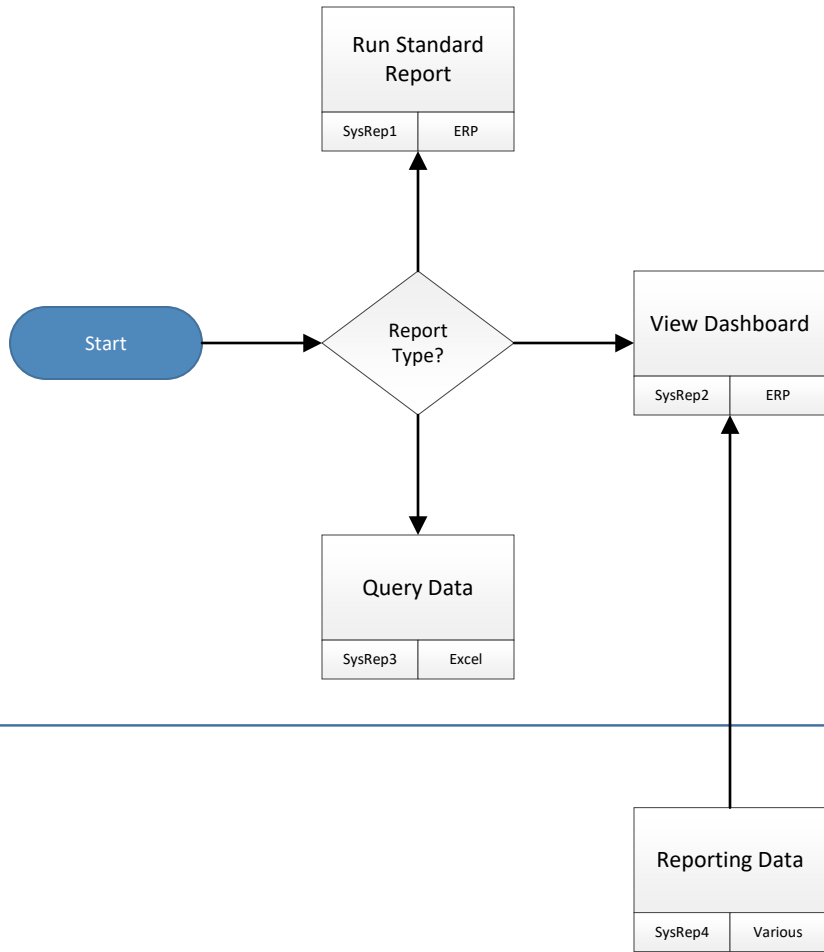 Run Standard
Report
SysRep1
ERP
Start
Report
Type?
View Dashboard
SysRep2
ERP
Query Data
SysRep3
Excel
Reporting Data
SysRep4
Various